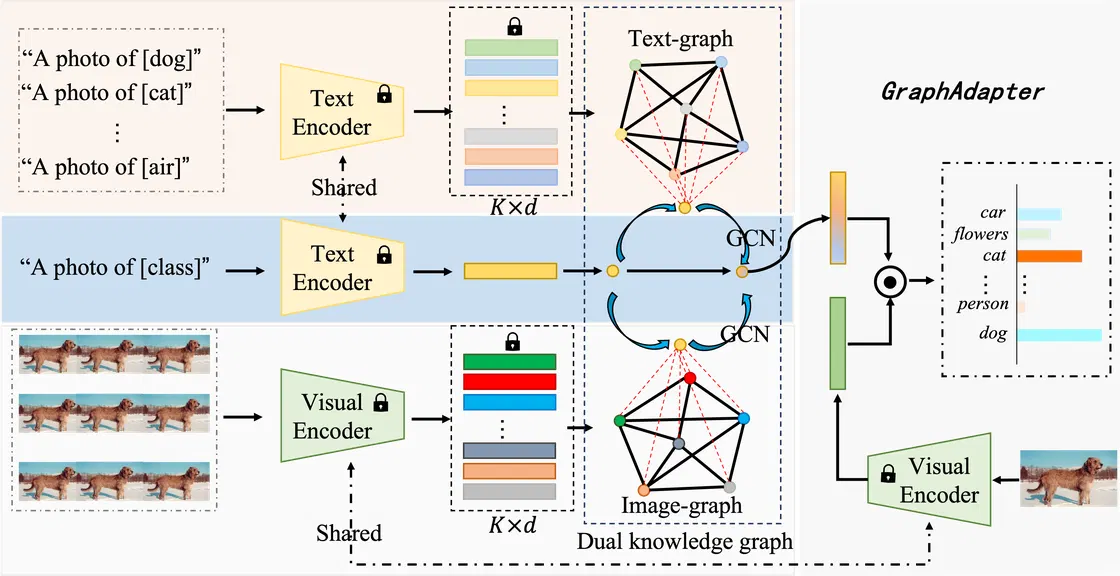 “A photo of [dog]”
“A photo of [cat]”
⋮
“A photo of [air]”
Text
Encoder
Shared
K×d
Text-graph
GraphAdapter
“A photo of [class]”
Text
Encoder
GCN
GCN
Visual
Encoder
Shared
K×d
Image-graph
Dual knowledge graph
car
flowers
cat
person
dog
Visual
Encoder